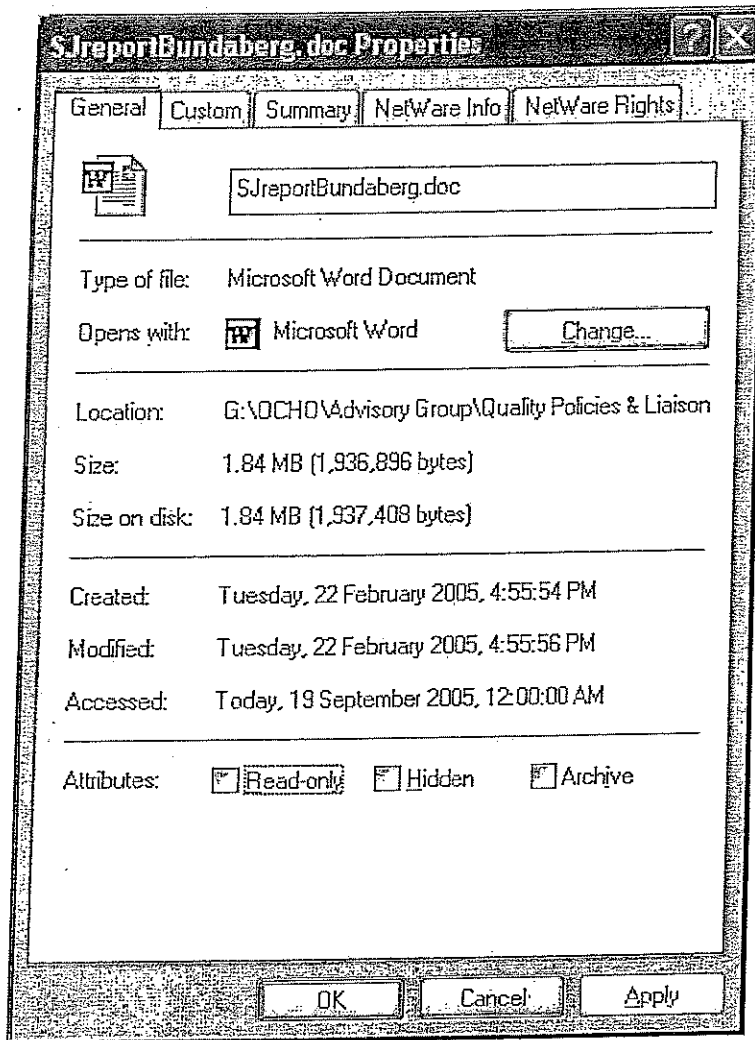 SJreportBundaberg.doc Properties
General Custom Summary NetWare Info NetWare Rights
SJreportBundaberg.doc
Type of file: Microsoft Word Document
Opens with: Microsoft Word Change...
Location: G:\OCHO\Advisory Group\Quality Policies & Liaison
Size: 1.84 MB (1,936,896 bytes)
Size on disk: 1.84 MB (1,937,408 bytes)
Created: Tuesday, 22 February 2005, 4:55:54 PM
Modified: Tuesday, 22 February 2005, 4:55:56 PM
Accessed: Today, 19 September 2005, 12:00:00 AM
Attributes: Read-only Hidden Archive
OK Cancel Apply